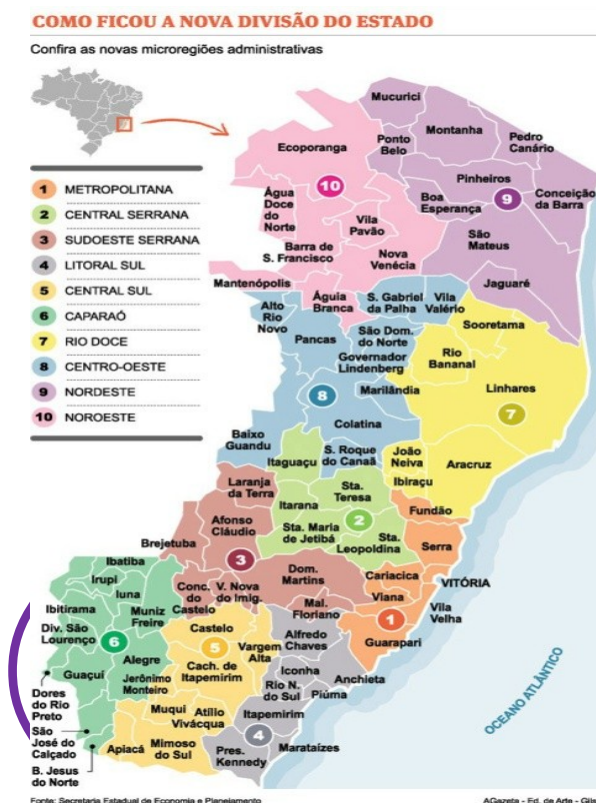 COMO FICOU A NOVA DIVISÃO DO ESTADO
Confira as novas microregiões administrativas
1 METROPOLITANA
2 CENTRAL SERRANA
3 SUDOESTE SERRANA
4 LITORAL SUL
5 CENTRAL SUL
6 CAPARAÓ
7 RIO DOCE
8 CENTRO-OESTE
9 NORDESTE
10 NOROESTE
Mucurici
Montanha
Pedro
Canário
Ponto
Belo
Ecoporanga
10
Pinheiros
Boa
Esperança
9
Conceição
da Barra
Água
Doce
do
Norte
Vila
Pavão
São
Mateus
Barra de
S. Francisco
Nova
Venécia
Jaguaré
Mantenópolis
Águia
Branca
Alto
Rio
Novo
S. Gabriel
da Palha
Vila
Valério
Sooretama
Pancas
São Dom.
do Norte
Governador
Lindenberg
Rio
Bananal
Linhares
7
8
Marilândia
Colatina
Baixo
Guandu
Itaguaçu
S. Roque
do Canaã
João
Neiva
Ibiraçu
Aracruz
Laranja
da Terra
Itarana
Sta.
Teresa
2
Fundão
Afonso
Cláudio
Sta. Maria
de Jetibá
Sta.
Leopoldina
Serra
Brejetuba
3
Ibatiba
Irupi
Iuna
Conc.
do
Castelo
V. Nova
do Imig.
Dom.
Martins
Cariacica
VITÓRIA
Viana
Vila
Velha
Mal.
Floriano
1
Guarapari
Ibitirama
Muniz
Freire
Div. São
Lourenço
6
Castelo
5
Vargem
Alta
Alfredo
Chaves
Guaçui
Alegre
Jerônimo
Monteiro
Cach. de
Itapemirim
Iconha
Anchieta
Rio N.
do Sul
Piúma
Dores
do Rio
Preto
Muqui
Atílio
Vivácqua
Itapemirim
4
São
José do
Calçado
Apiacá
Mimoso
do Sul
Pres.
Kennedy
Marataízes
B. Jesus
do Norte
OCEANO ATLÂNTICO
Fonte: Secretaria Estadual de Economia e Planejamento
AGazeta - Ed. de Arte - Gils